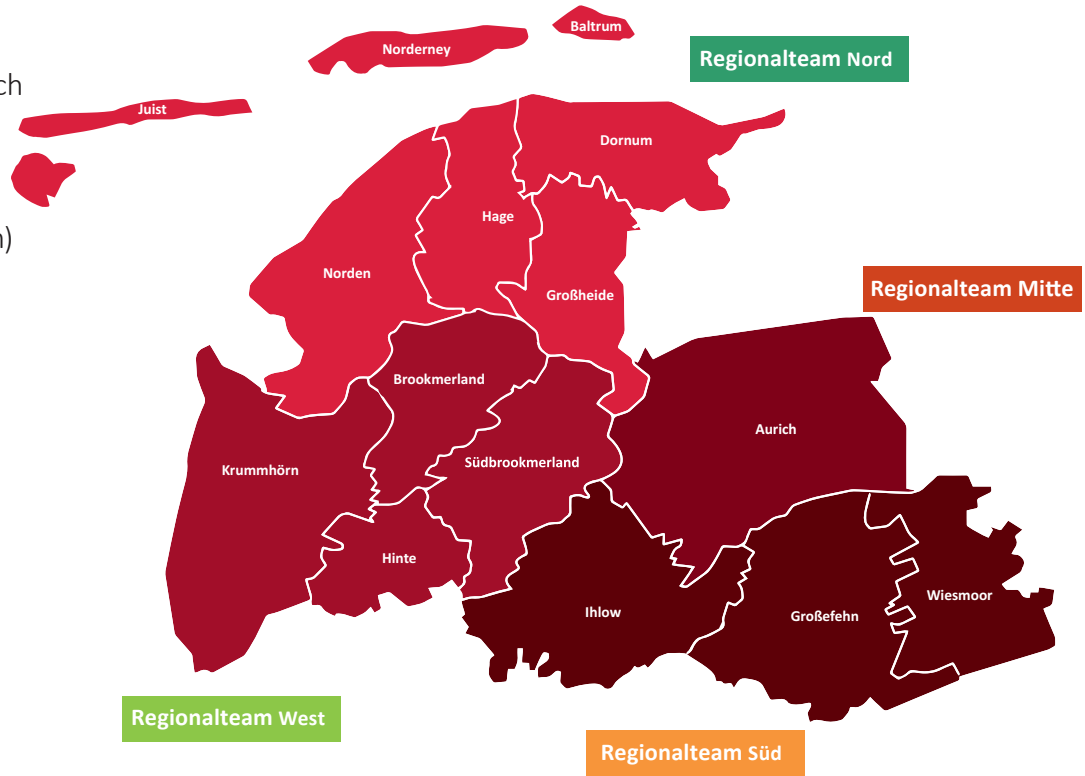 Baltrum
Norderney
Regionalteam Nord
ch
Juist
Dornum
Hage
n)
Norden
Regionalteam Mitte
Großheide
Brookmerland
Aurich
Südbrookmerland
Krummhörn
Hinte
Wiesmoor
Ihlow
Großefehn
Regionalteam West
Regionalteam Süd